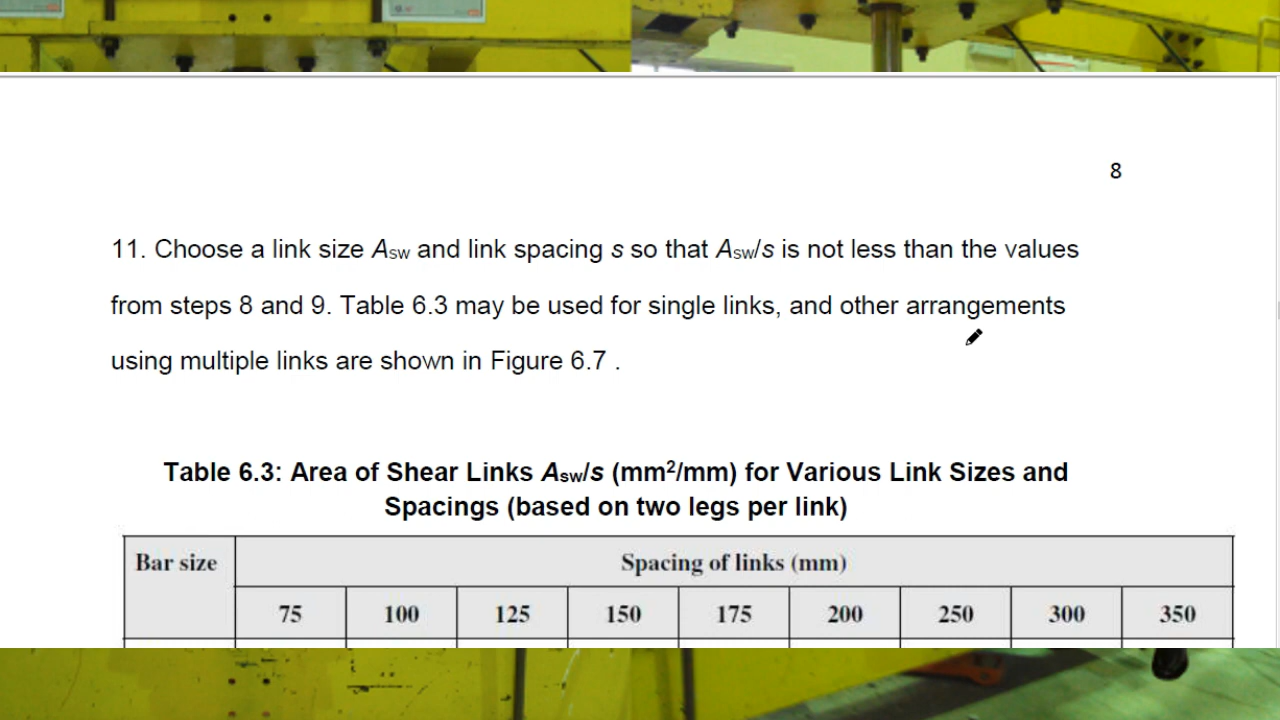 8
11. Choose a link size Asw and link spacing s so that Asw/s is not less than the values
from steps 8 and 9. Table 6.3 may be used for single links, and other arrangements
using multiple links are shown in Figure 6.7 .
Table 6.3: Area of Shear Links Asw/s (mm²/mm) for Various Link Sizes and
Spacings (based on two legs per link)
Bar size Spacing of links (mm)
75 100 125 150 175 200 250 300 350